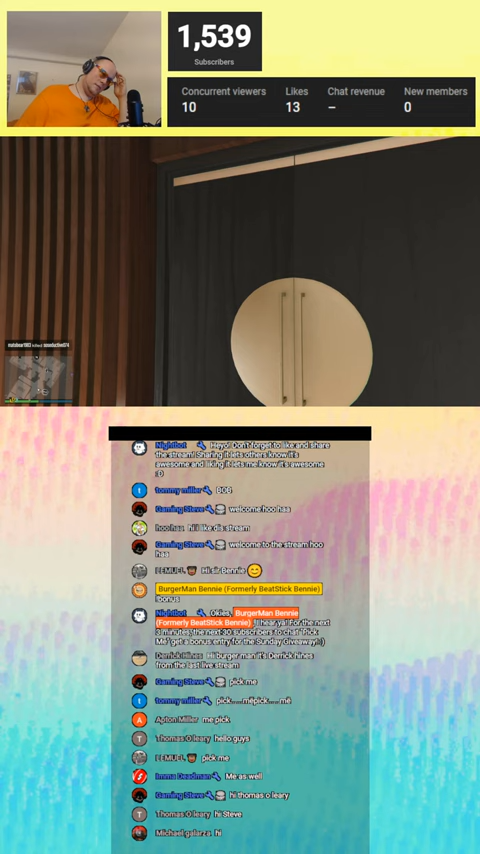 1,539
Subscribers
Concurrent viewers
10
Likes
13
Chat revenue
–
New members
0
Nightbot Heyo! Don't forget to like and share
the stream! Sharing it lets others know it's
awesome and liking it lets me know it's awesome
:D
tommy miller BOB
Gaming Steve welcome hoo haa
hoo haa hi i like dis stream
Gaming Steve welcome to the stream hoo
haa
LEMUEL Hi sir Bennie
BurgerMan Bennie (Formerly BeatStick Bennie)
!bonus
Nightbot Okies, BurgerMan Bennie
(Formerly BeatStick Bennie), I hear ya! For the next
3 minutes, the next 30 subscribers to chat 'Pick
Me', get a bonus entry for the Sunday Giveaway! :)
Derrick Hines Hi burger man it's Derrick hines
from the last live stream
Gaming Steve pick me
tommy miller
Apton Miller me pick
Thomas O'leary hello guys
LEMUEL pick me
Imma Deadman Me as well
Gaming Steve hi thomas o leary
Thomas O'leary hi Steve
Michael galarza hi